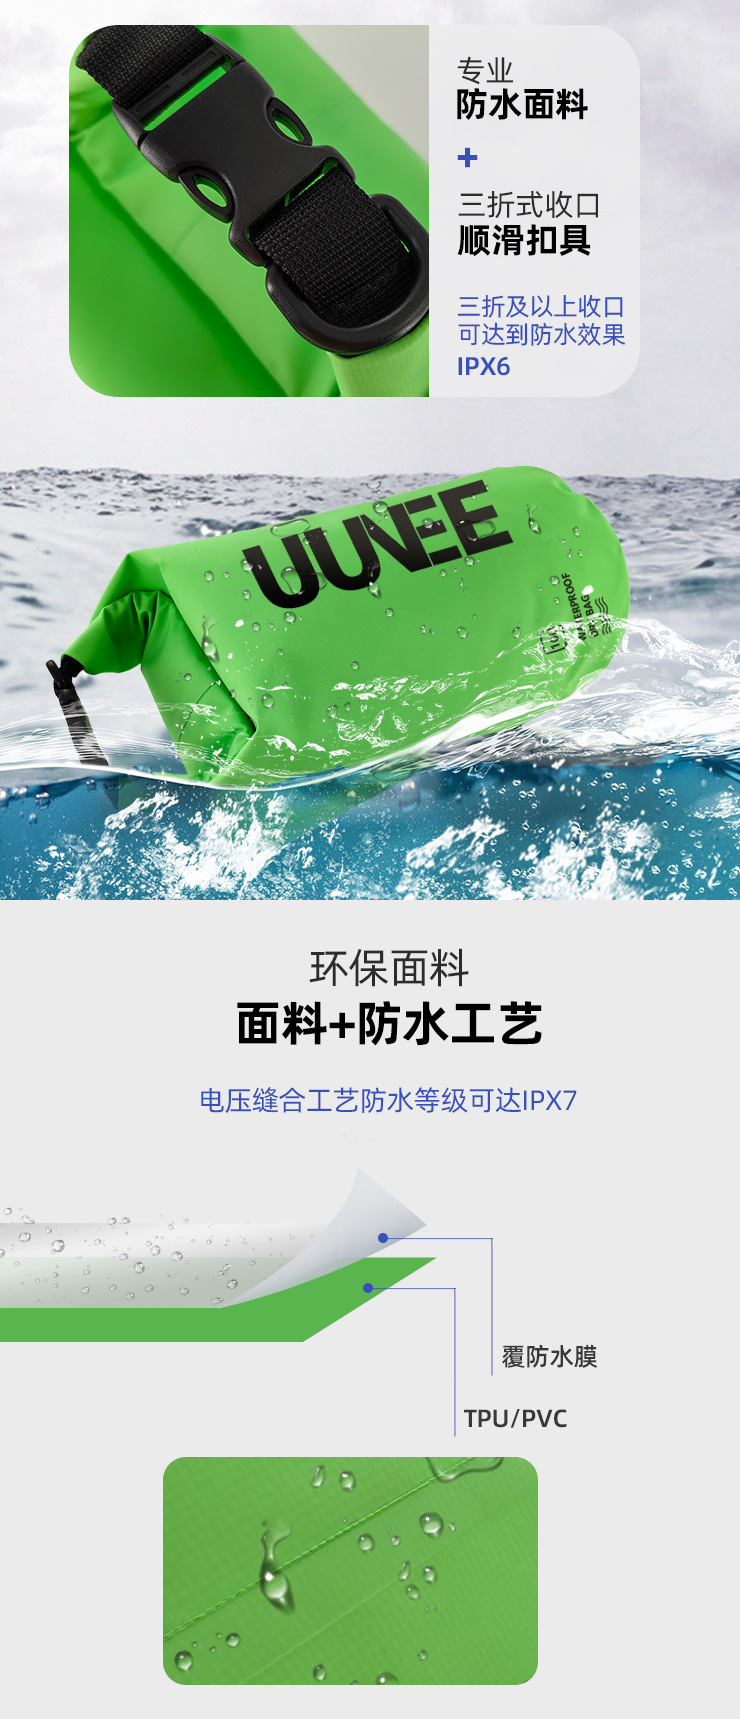 专业
防水面料
+
三折式收口
顺滑扣具
三折及以上收口
可达到防水效果
IPX6
UUNEE
WATERPROOF
DRY BAG
环保面料
面料+防水工艺
电压缝合工艺防水等级可达IPX7
覆防水膜
TPU/PVC